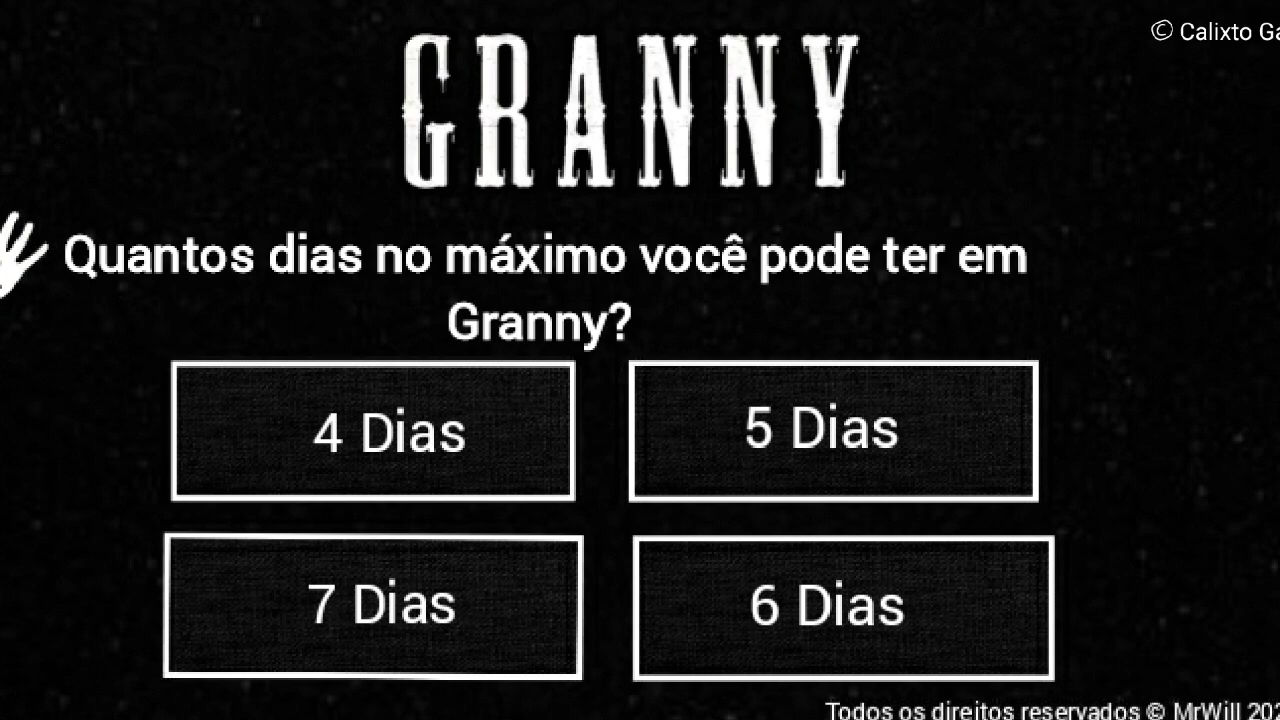 © Calixto
GRANNY
Quantos dias no máximo você pode ter em
Granny?
4 Dias
5 Dias
7 Dias
6 Dias
Todos os direitos reservados © MrWill